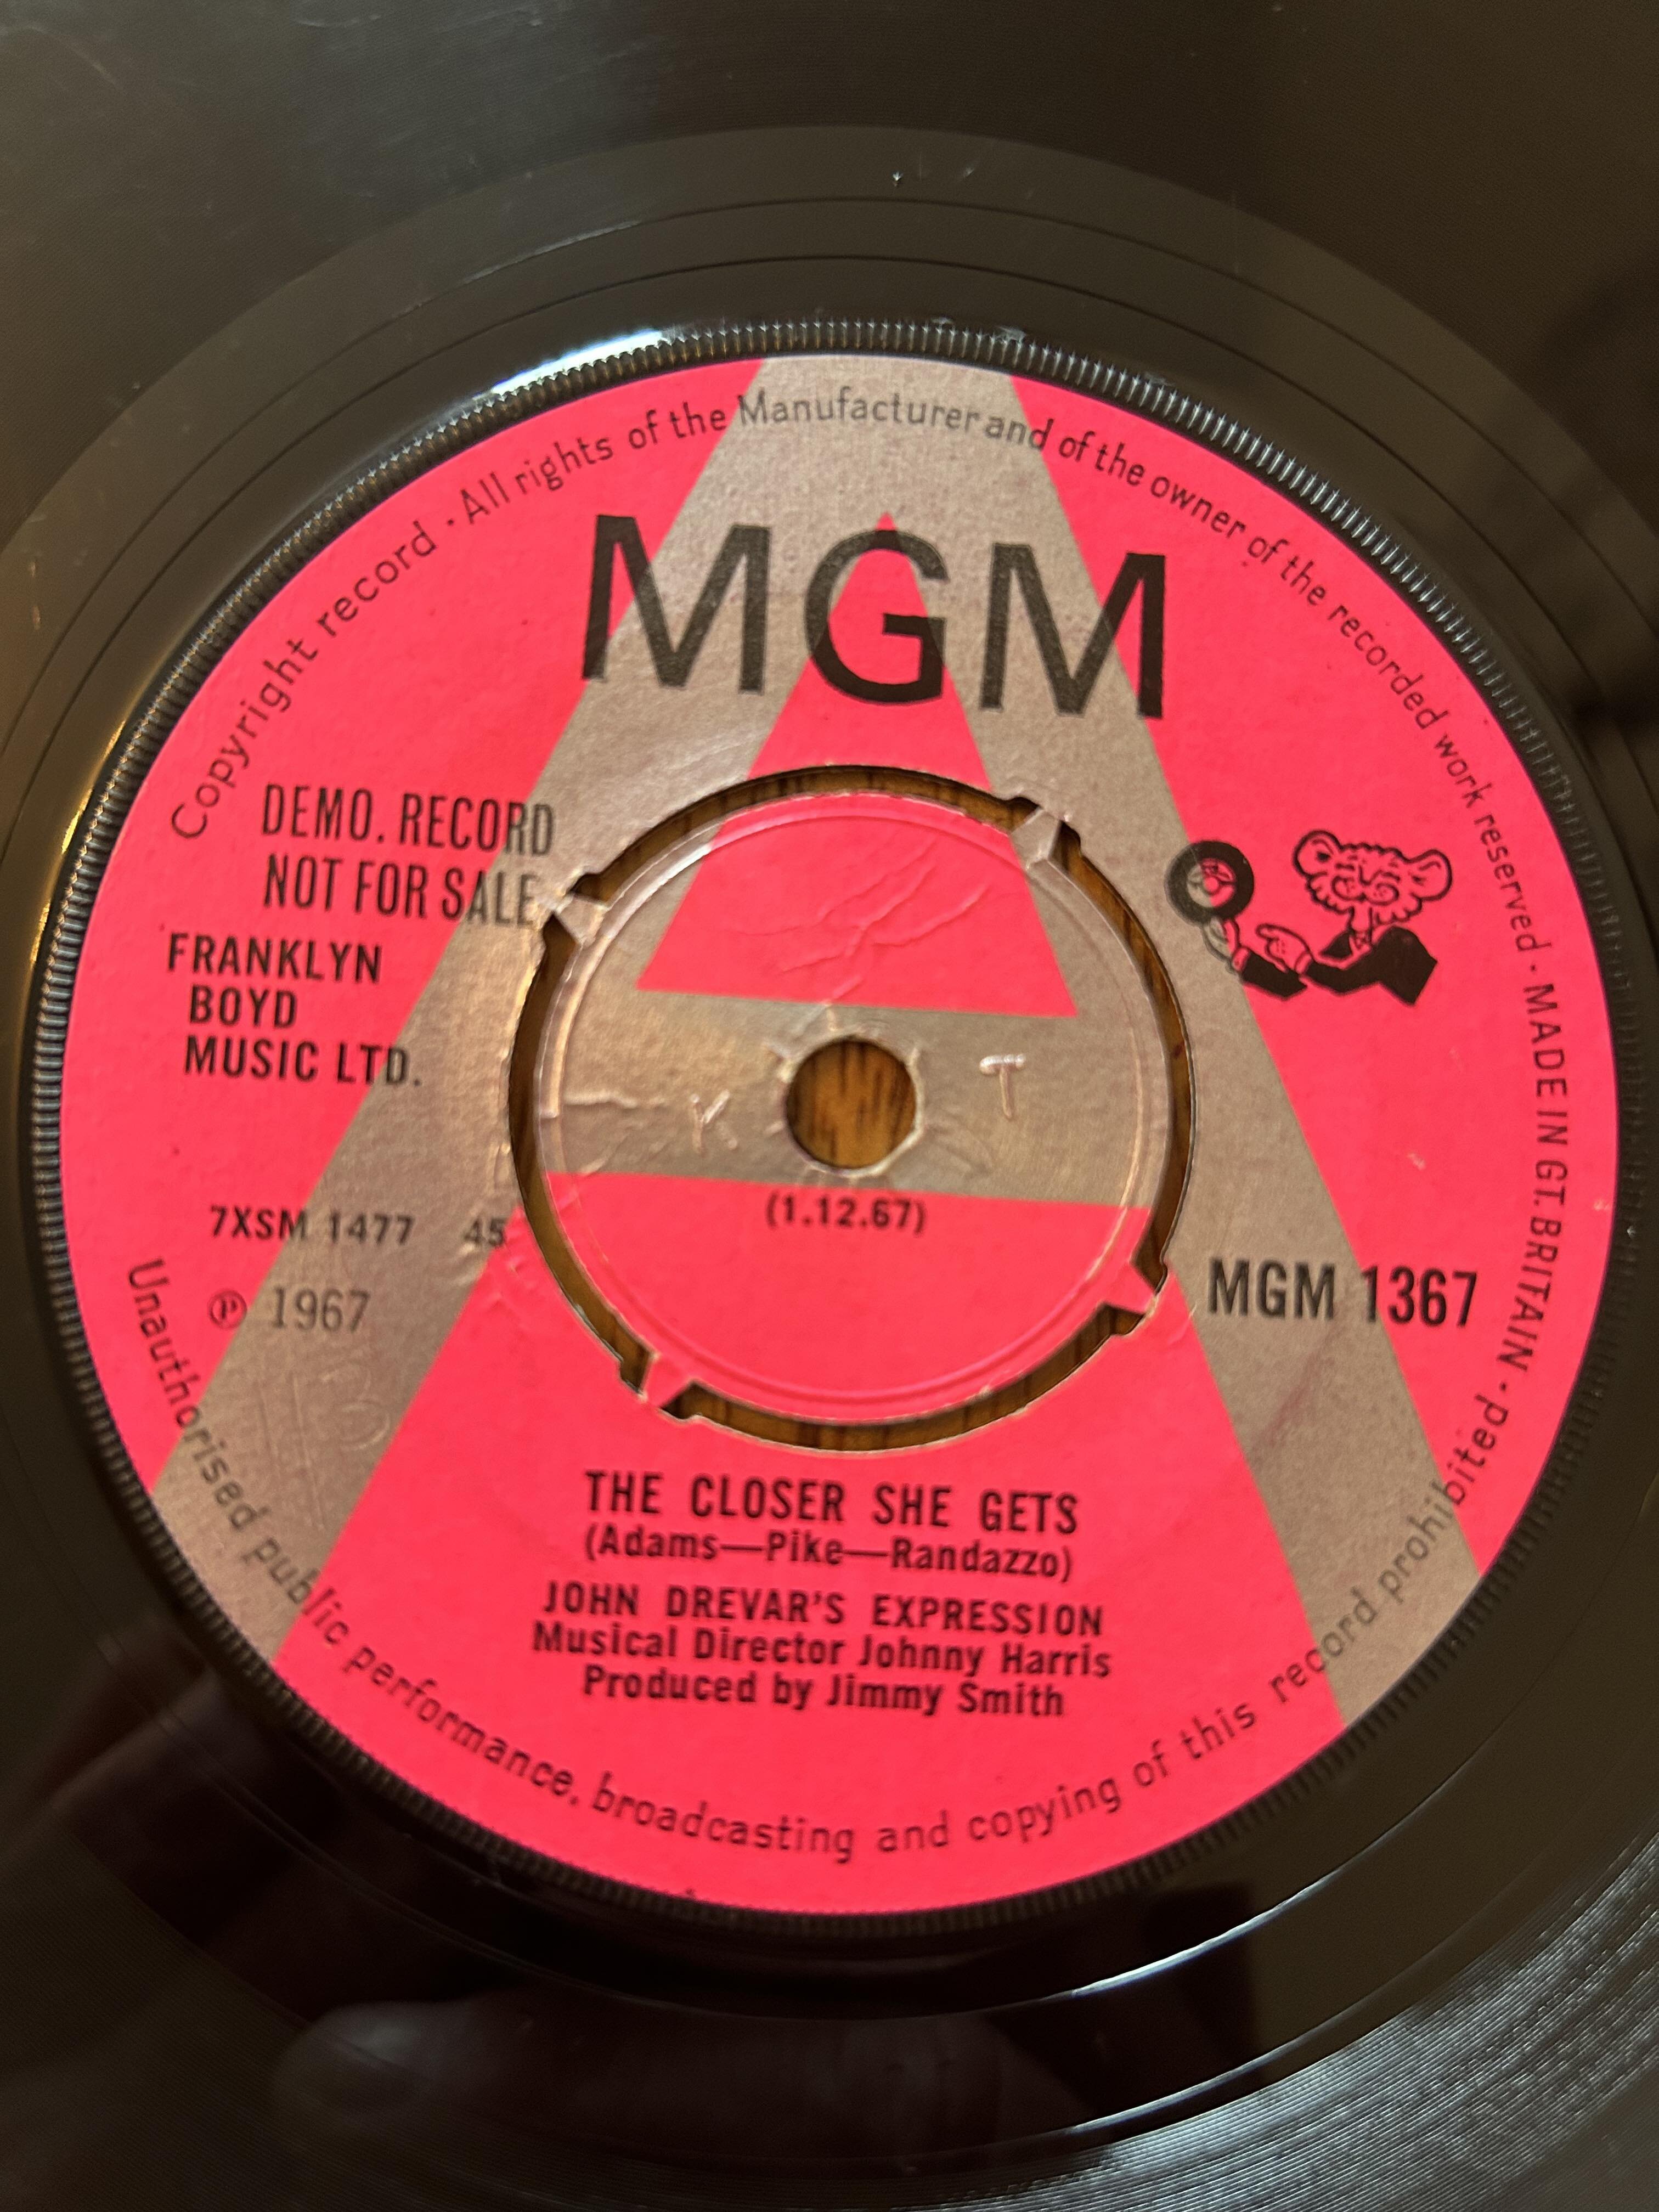 Copyright record · All rights of the Manufacturer and of the owner of the recorded work reserved · MADE IN GT. BRITAIN ·
MGM
DEMO. RECORD
NOT FOR SALE
FRANKLYN
BOYD
MUSIC LTD.
K T
(1.12.67)
7XSM 1477 45
Ⓟ 1967
MGM 1367
THE CLOSER SHE GETS
(Adams—Pike—Randazzo)
JOHN DREVAR'S EXPRESSION
Musical Director Johnny Harris
Produced by Jimmy Smith
Unauthorised public performance, broadcasting and copying of this record prohibited
A